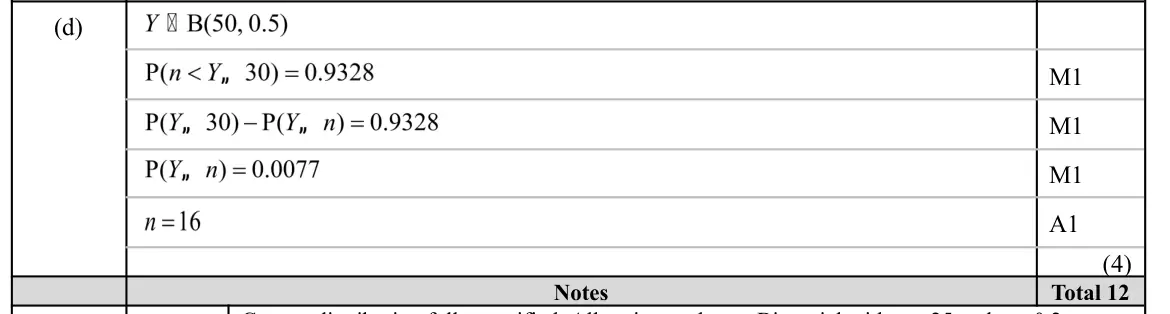 (d) Y ▯ B(50, 0.5)
P(n < Y„ 30) = 0.9328 M1
P(Y„ 30) − P(Y„ n) = 0.9328 M1
P(Y„ n) = 0.0077 M1
n = 16 A1
(4)
Notes Total 12